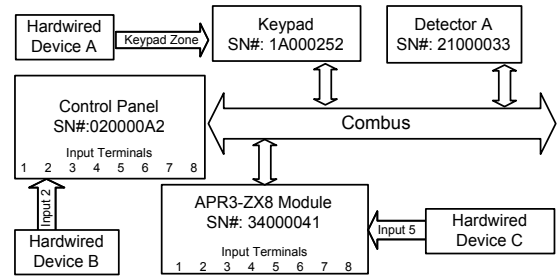 Hardwired
Device A
Keypad Zone
Keypad
SN#: 1A000252
Detector A
SN#: 21000033
Control Panel
SN#:020000A2
Input Terminals
1 2 3 4 5 6 7 8
Combus
Input 2
Hardwired
Device B
APR3-ZX8 Module
SN#: 34000041
Input Terminals
1 2 3 4 5 6 7 8
Input 5
Hardwired
Device C